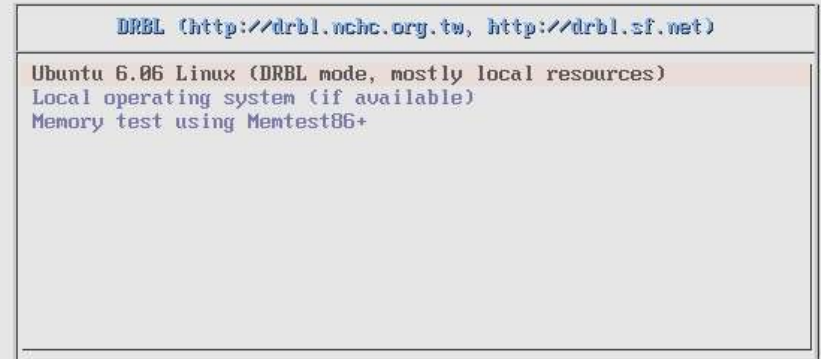 DRBL (http://drbl.nchc.org.tw, http://drbl.sf.net)
Ubuntu 6.06 Linux (DRBL mode, mostly local resources)
Local operating system (if available)
Memory test using Memtest86+